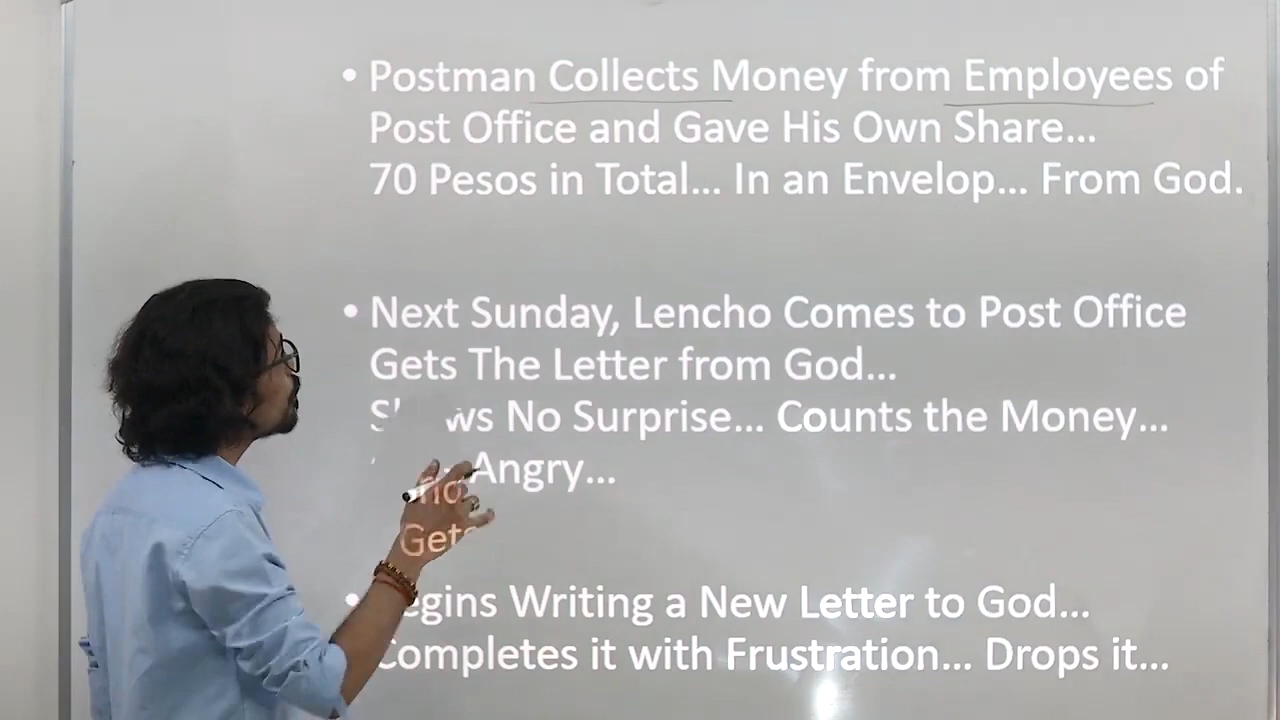 • Postman Collects Money from Employees of
Post Office and Gave His Own Share...
70 Pesos in Total... In an Envelop... From God.
• Next Sunday, Lencho Comes to Post Office
Gets The Letter from God...
No Surprise... Counts the Money...
Angry...
Gets
• Begins Writing a New Letter to God...
Completes it with Frustration... Drops it...